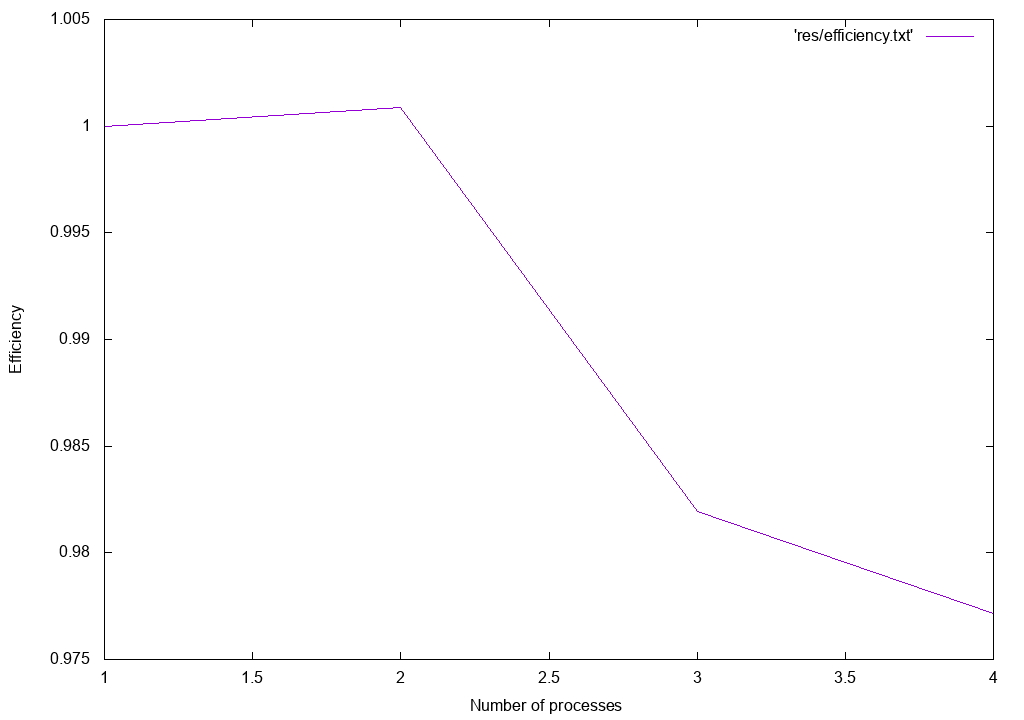 1.005
'res/efficiency.txt'
1
0.995
0.99
Efficiency
0.985
0.98
0.975
1 1.5 2 2.5 3 3.5 4
Number of processes